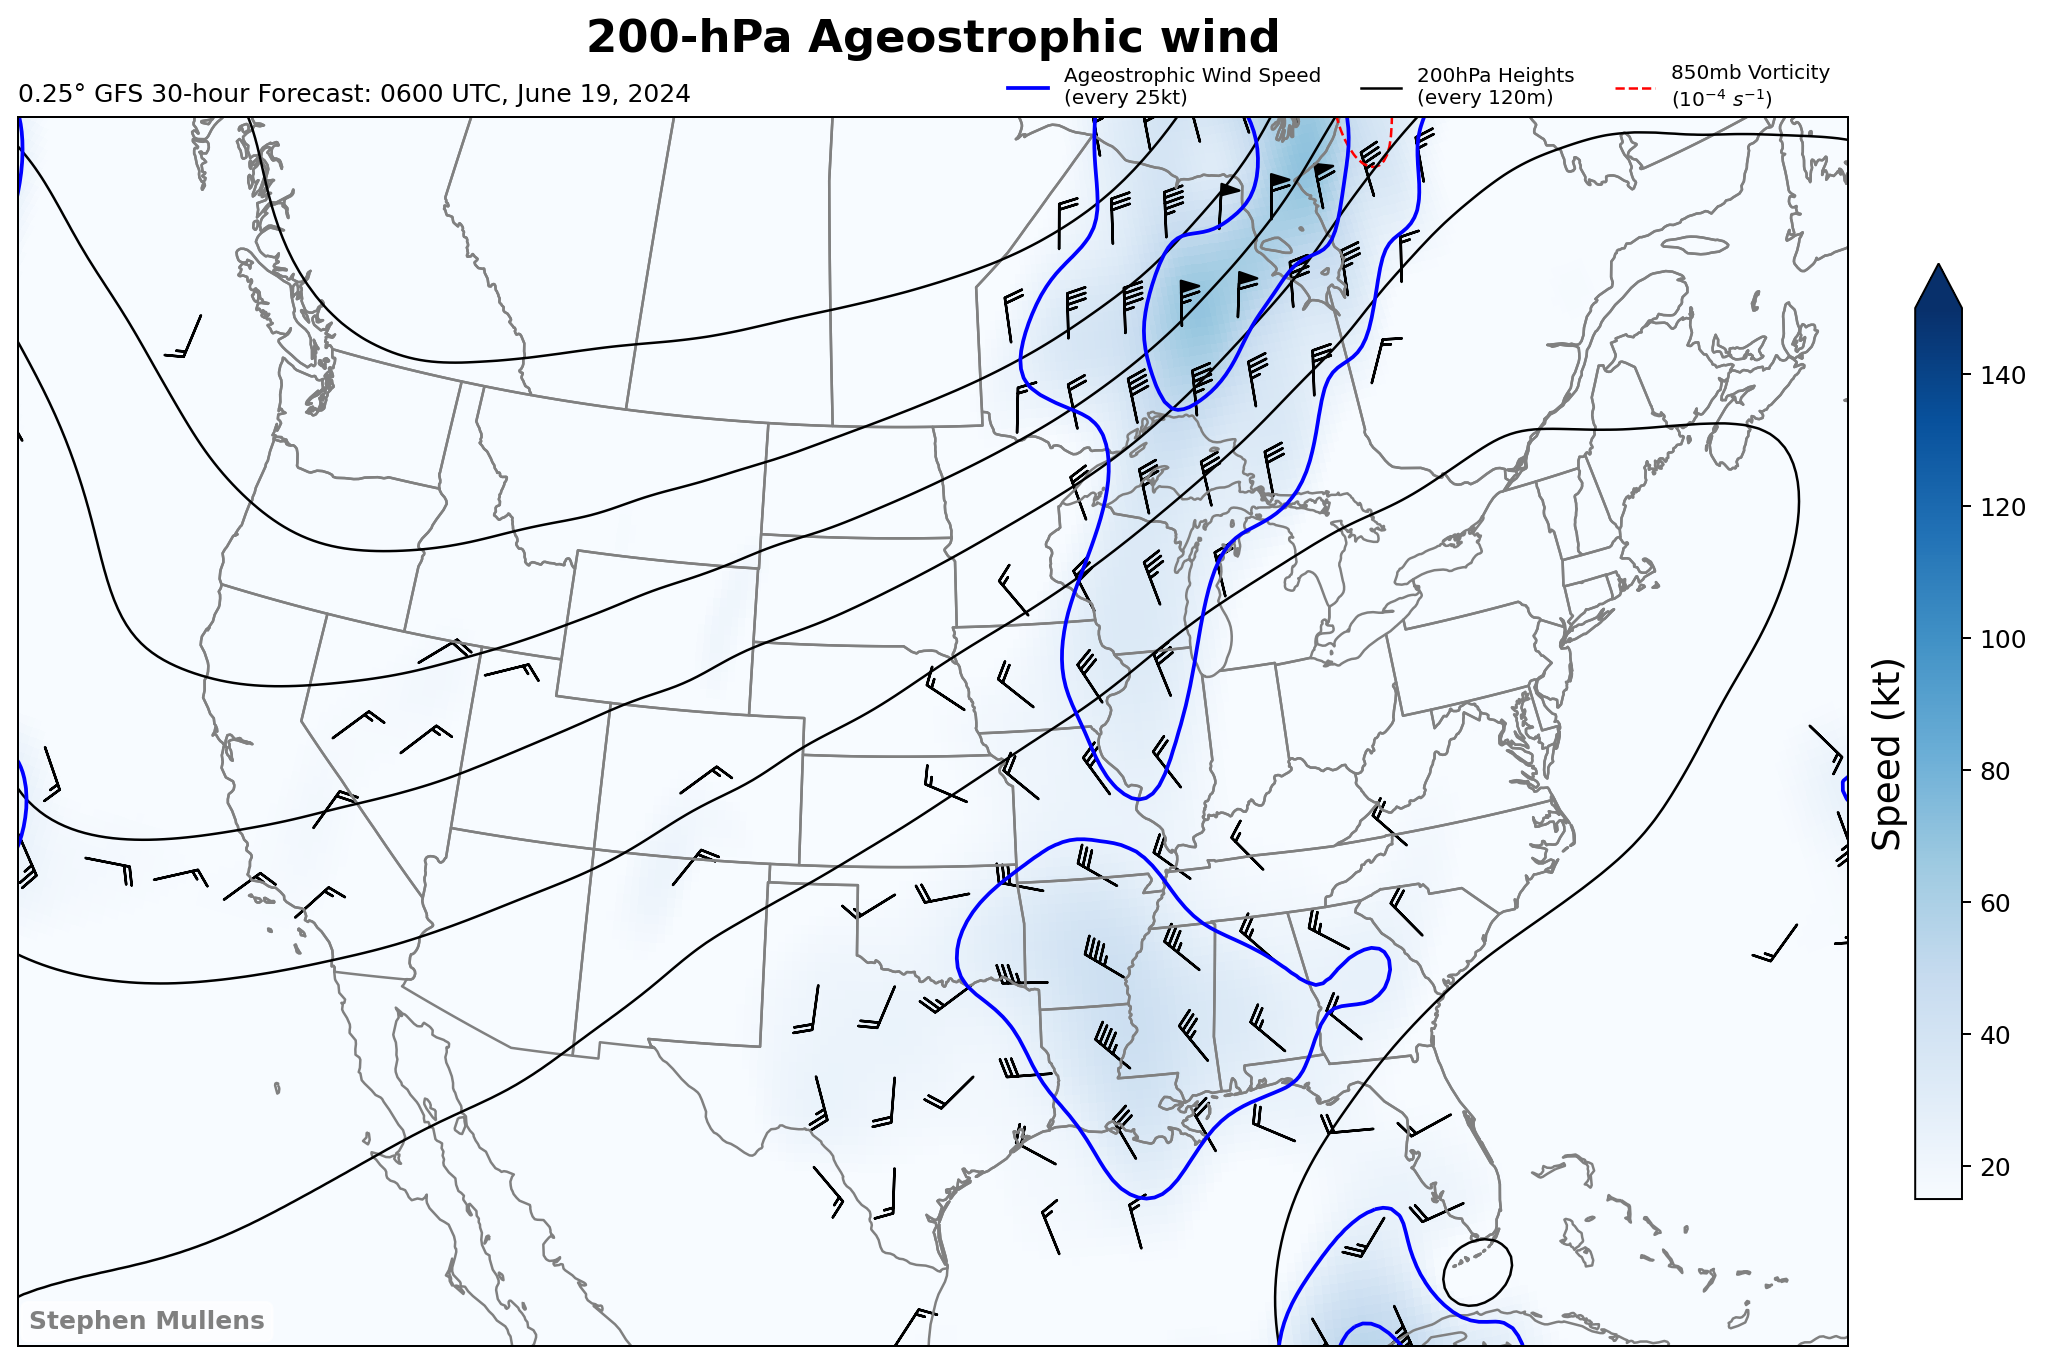 200-hPa Ageostrophic wind
0.25° GFS 30-hour Forecast: 0600 UTC, June 19, 2024
Ageostrophic Wind Speed
(every 25kt)
200hPa Heights
(every 120m)
850mb Vorticity
(10⁻⁴ s⁻¹)
140
120
100
80
60
40
20
Speed (kt)
Stephen Mullens